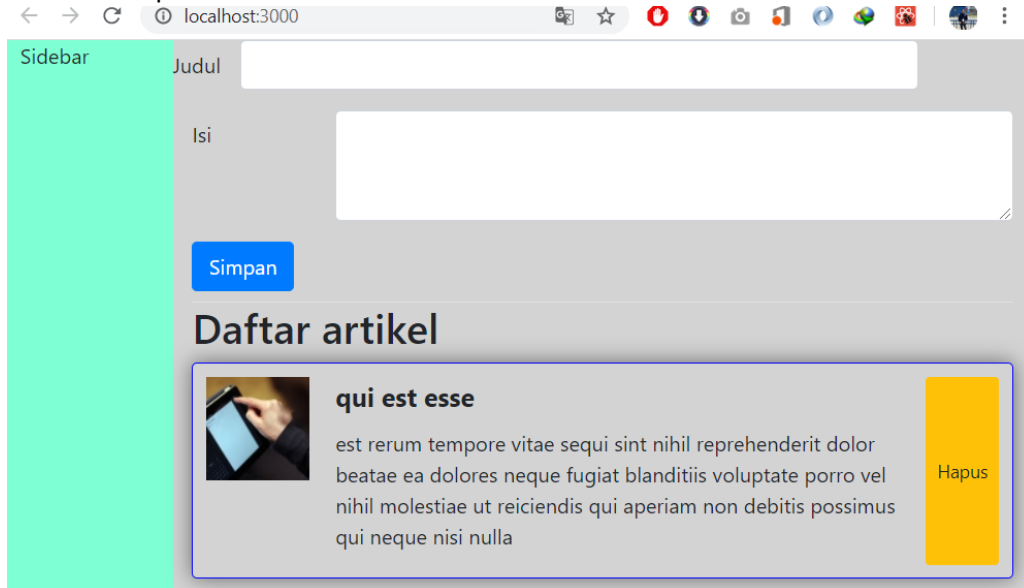 localhost:3000
Sidebar
Judul
Isi
Simpan
Daftar artikel
qui est esse
est rerum tempore vitae sequi sint nihil reprehenderit dolor
beatae ea dolores neque fugiat blanditiis voluptate porro vel
nihil molestiae ut reiciendis qui aperiam non debitis possimus
qui neque nisi nulla
Hapus